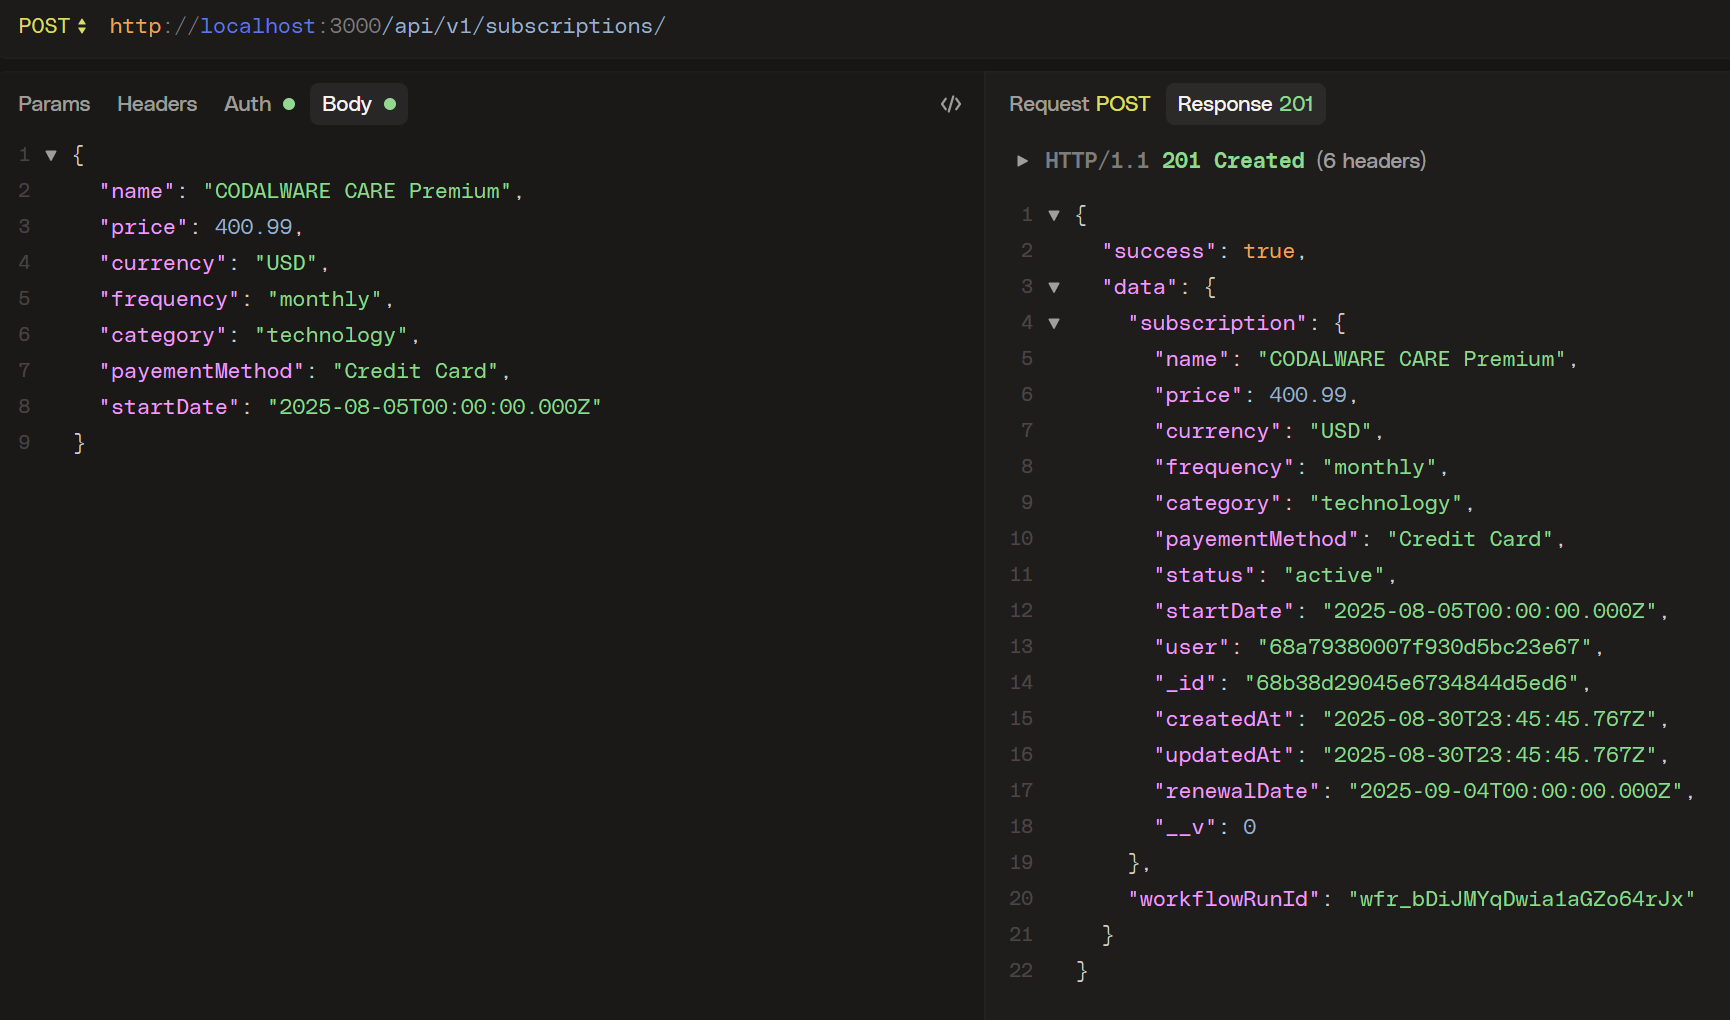 POST http://localhost:3000/api/v1/subscriptions/
Params Headers Auth Body </>
1 {
2 "name": "CODALWARE CARE Premium",
3 "price": 400.99,
4 "currency": "USD",
5 "frequency": "monthly",
6 "category": "technology",
7 "payementMethod": "Credit Card",
8 "startDate": "2025-08-05T00:00:00.000Z"
9 }
Request POST Response 201
HTTP/1.1 201 Created (6 headers)
1 {
2 "success": true,
3 "data": {
4 "subscription": {
5 "name": "CODALWARE CARE Premium",
6 "price": 400.99,
7 "currency": "USD",
8 "frequency": "monthly",
9 "category": "technology",
10 "payementMethod": "Credit Card",
11 "status": "active",
12 "startDate": "2025-08-05T00:00:00.000Z",
13 "user": "68a79380007f930d5bc23e67",
14 "_id": "68b38d29045e6734844d5ed6",
15 "createdAt": "2025-08-30T23:45:45.767Z",
16 "updatedAt": "2025-08-30T23:45:45.767Z",
17 "renewalDate": "2025-09-04T00:00:00.000Z",
18 "__v": 0
19 },
20 "workflowRunId": "wfr_bDiJMYqDwia1aGZo64rJx"
21 }
22 }